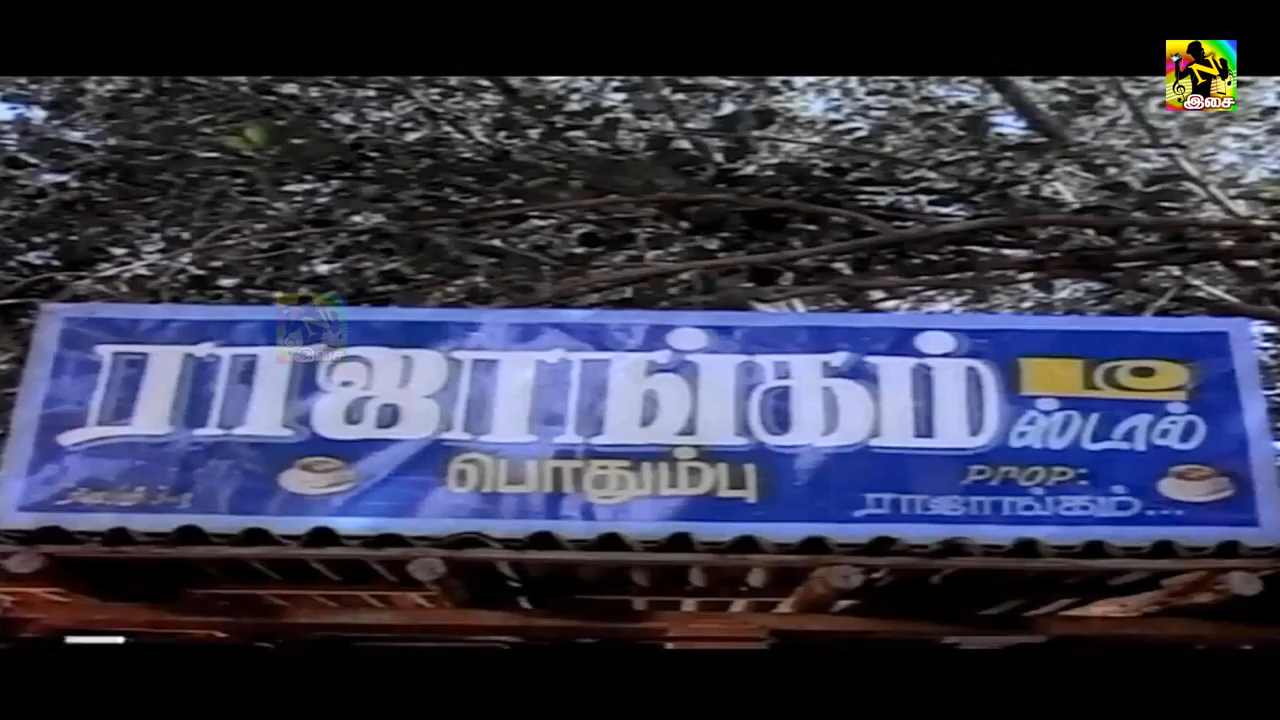 இசை
ராஜாங்கம் டீ
ஸ்டால்
பொதும்பு
PROP:
ராஜாங்கம்...